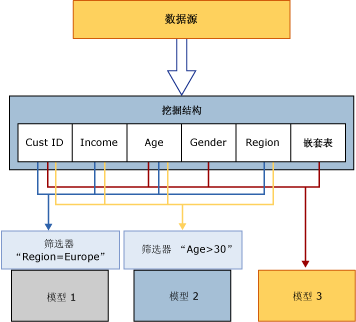 数据源
挖掘结构
Cust ID Income Age Gender Region 嵌套表
筛选器
“Region=Europe”
筛选器 “Age>30”
模型 1
模型 2
模型 3